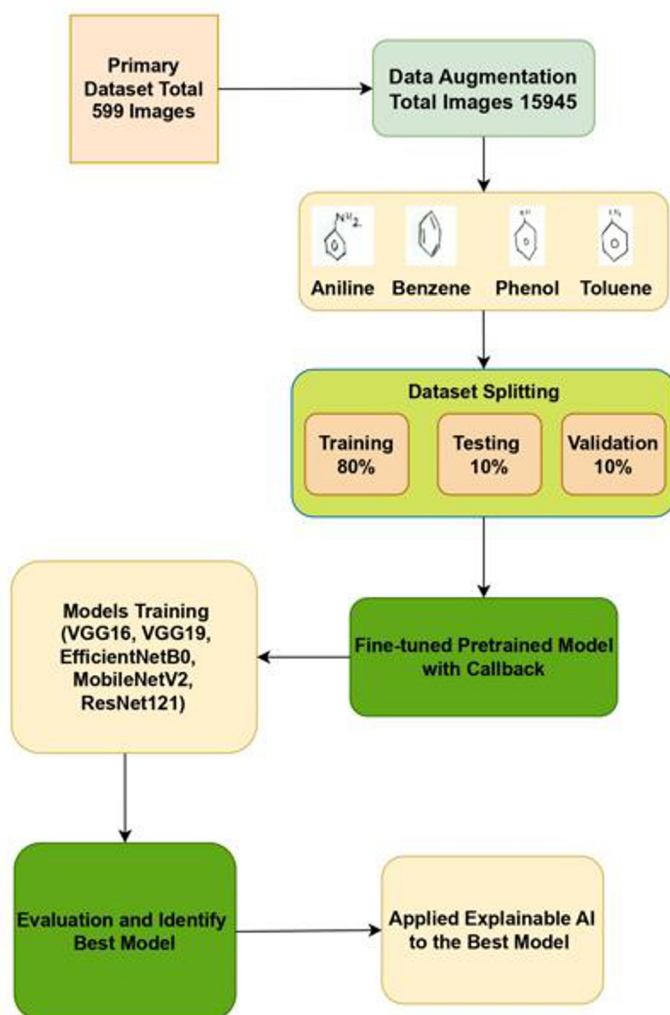 Primary
Dataset Total
599 Images
Data Augmentation
Total Images 15945
NH2
Aniline
Benzene
Phenol
Toluene
Dataset Splitting
Training
80%
Testing
10%
Validation
10%
Fine-tuned Pretrained Model
with Callback
Models Training
(VGG16, VGG19,
EfficientNetB0,
MobileNetV2,
ResNet121)
Evaluation and Identify
Best Model
Applied Explainable AI
to the Best Model